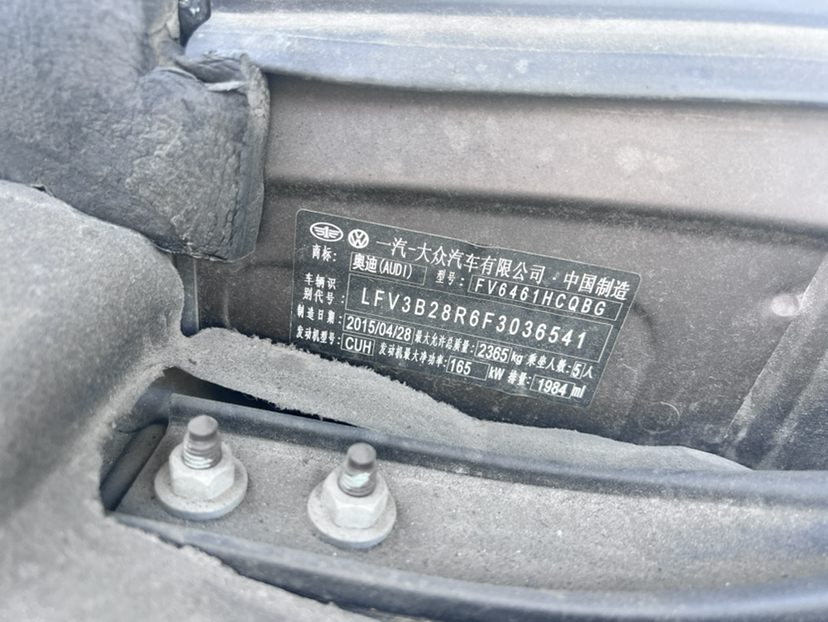 一汽-大众汽车有限公司·中国制造
商标: 奥迪(AUDI) 型号: FV6461HCQBG
车辆识别代号: LFV3B28R6F3036541
制造日期: 2015/04/28 最大允许总质量: 2365 kg 乘坐人数: 5 人
发动机型号: CUH 发动机最大净功率: 165 kW 排量: 1984 ml